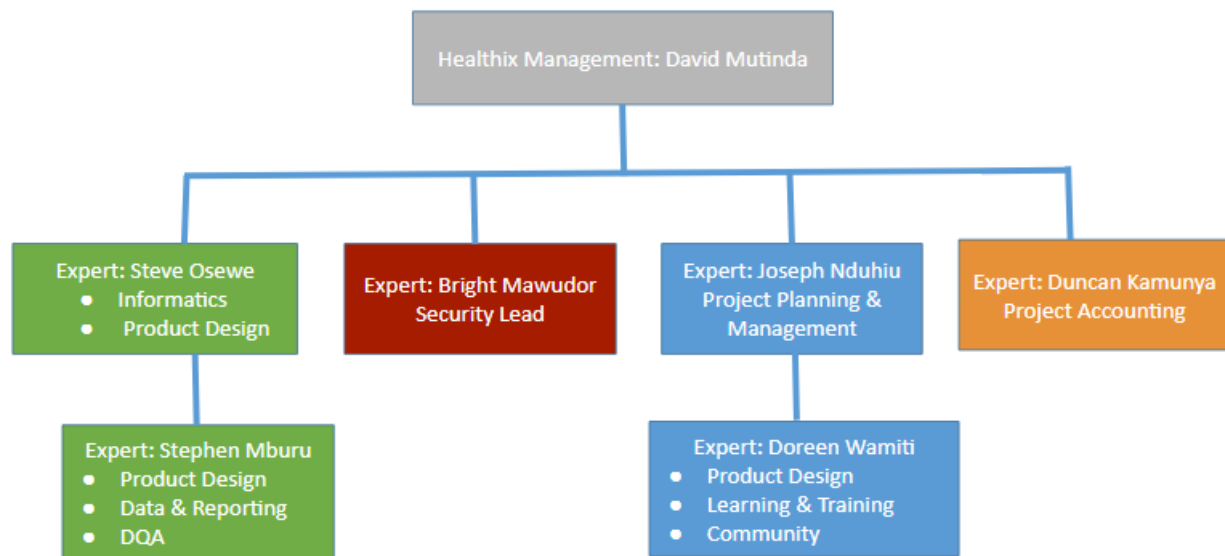 Healthix Management: David Mutinda
Expert: Steve Osewe
● Informatics
● Product Design
Expert: Bright Mawudor
Security Lead
Expert: Joseph Nduhiu
Project Planning &
Management
Expert: Duncan Kamunya
Project Accounting
Expert: Stephen Mburu
● Product Design
● Data & Reporting
● DQA
Expert: Doreen Wamiti
● Product Design
● Learning & Training
● Community